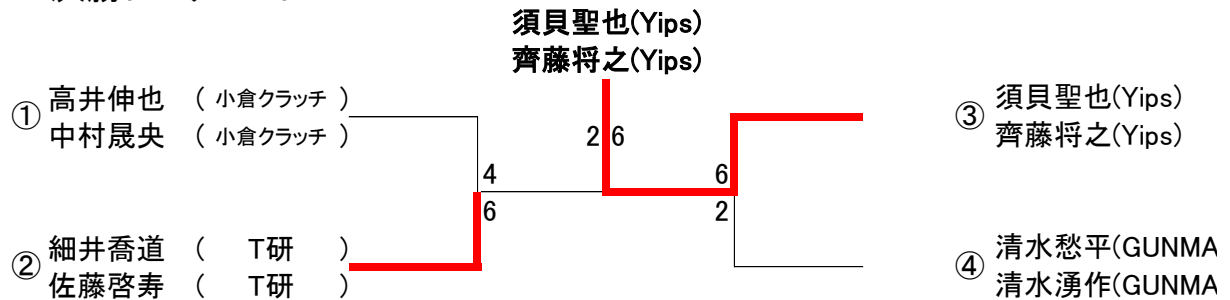 須貝聖也(Yips)
齊藤将之(Yips)
① 高井伸也 ( 小倉クラッチ )
中村晟央 ( 小倉クラッチ )
2 6
③ 須貝聖也(Yips)
齊藤将之(Yips)
4
6
6
2
② 細井喬道 ( T研 )
佐藤啓寿 ( T研 )
④ 清水愁平(GUNMA
清水湧作(GUNMA